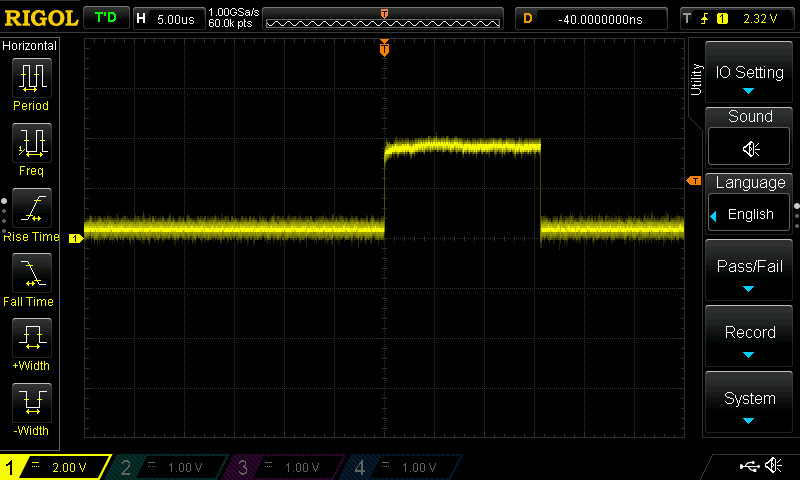 RIGOL T'D H 5.00us 1.00GSa/s 60.0k pts T D -40.0000000ns T 1 2.32 V
Horizontal
Period
Freq
Rise Time
Fall Time
+Width
-Width
T
1
T
Utility
IO Setting
Sound
Language
English
Pass/Fail
Record
System
1 2.00 V 2 1.00 V 3 1.00 V 4 1.00 V